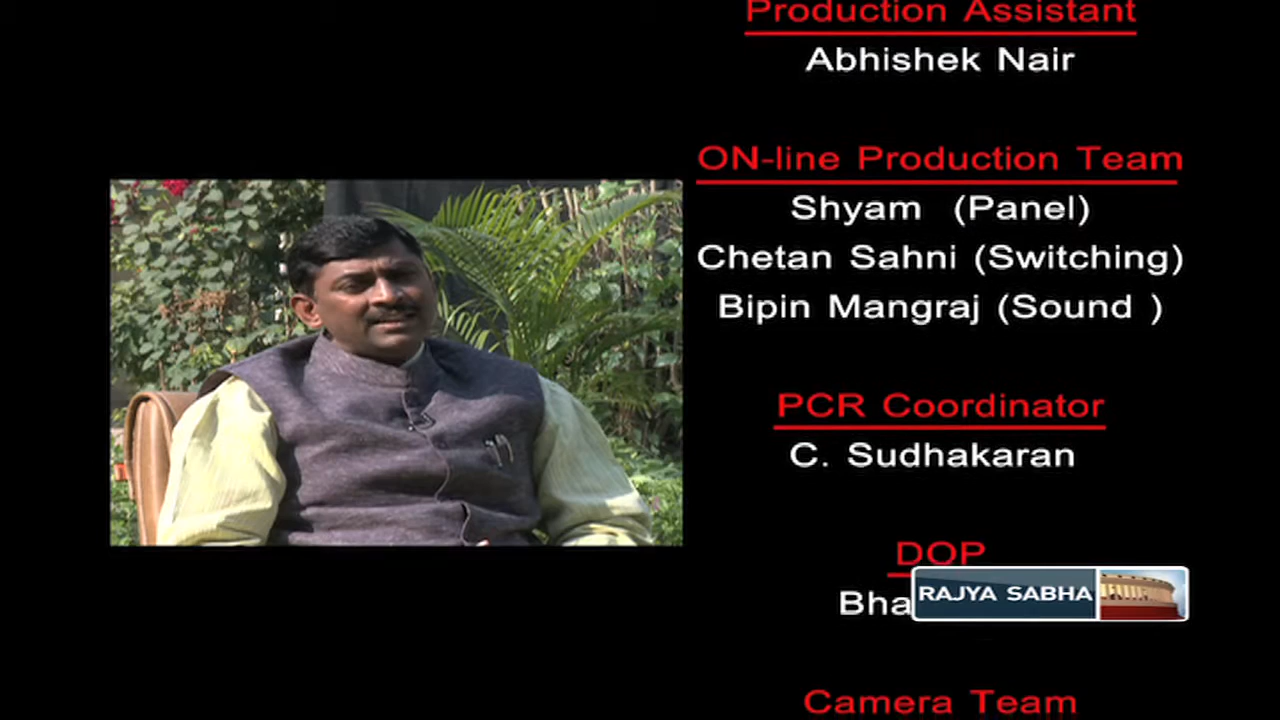 Production Assistant
Abhishek Nair
ON-line Production Team
Shyam (Panel)
Chetan Sahni (Switching)
Bipin Mangraj (Sound )
PCR Coordinator
C. Sudhakaran
DOP
RAJYA SABHA
Camera Team